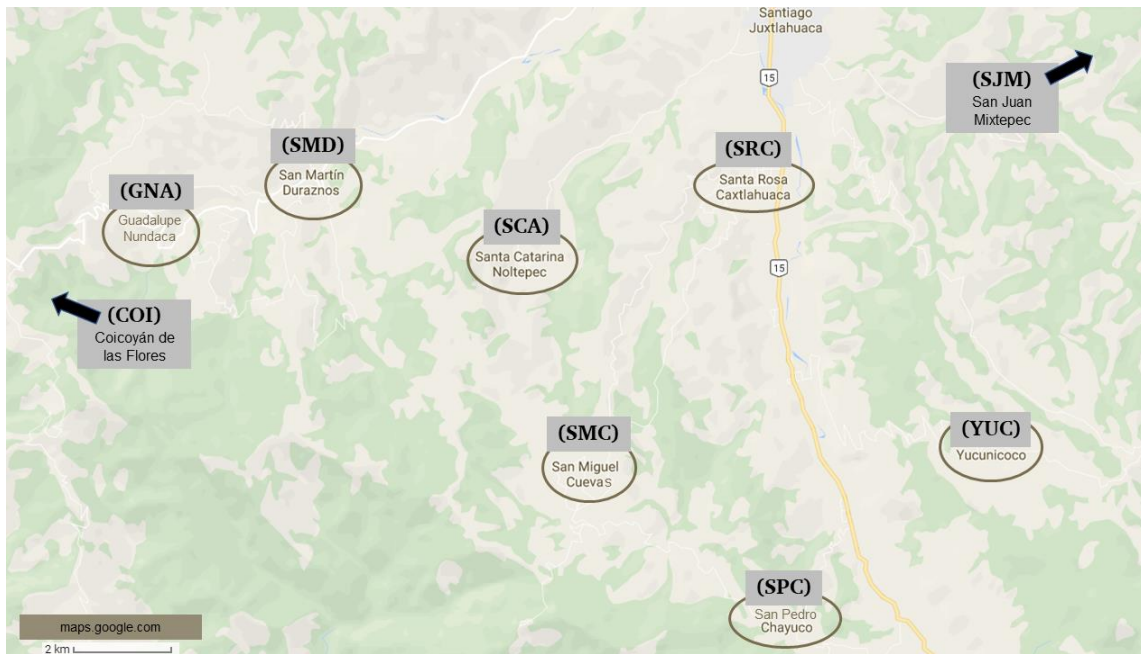 Santiago
Juxtlahuaca
15
(SJM)
San Juan
Mixtepec
(SMD)
San Martín
Duraznos
(SRC)
Santa Rosa
Caxtlahuaca
(GNA)
Guadalupe
Nundaca
(SCA)
Santa Catarina
Noltepec
15
(COI)
Coicoyán de
las Flores
(SMC)
San Miguel
Cuevas
(YUC)
Yucunicoco
(SPC)
San Pedro
Chayuco
maps.google.com
2 km